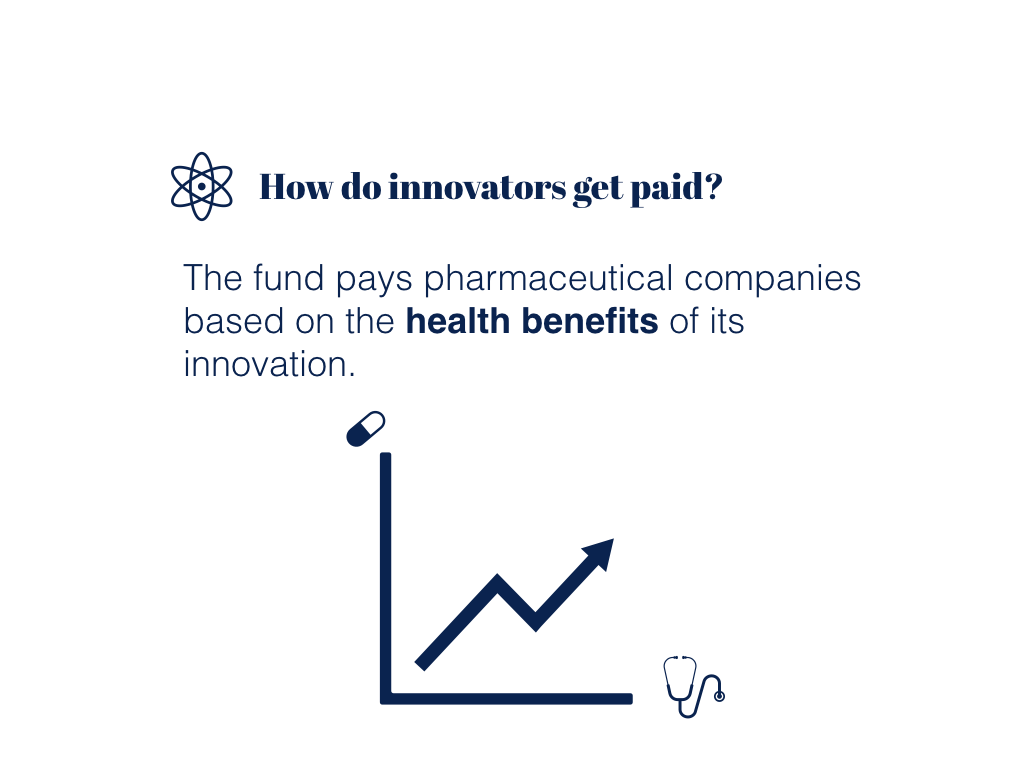 How do innovators get paid?
The fund pays pharmaceutical companies
based on the health benefits of its
innovation.